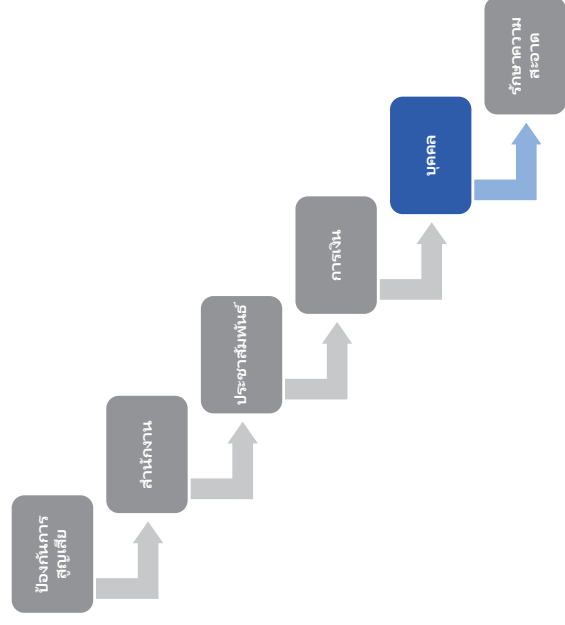 ป้องกันการ
สูญเสีย
สำนักงาน
ประชาสัมพันธ์
การเงิน
บุคคล
รักษาความ
สะอาด